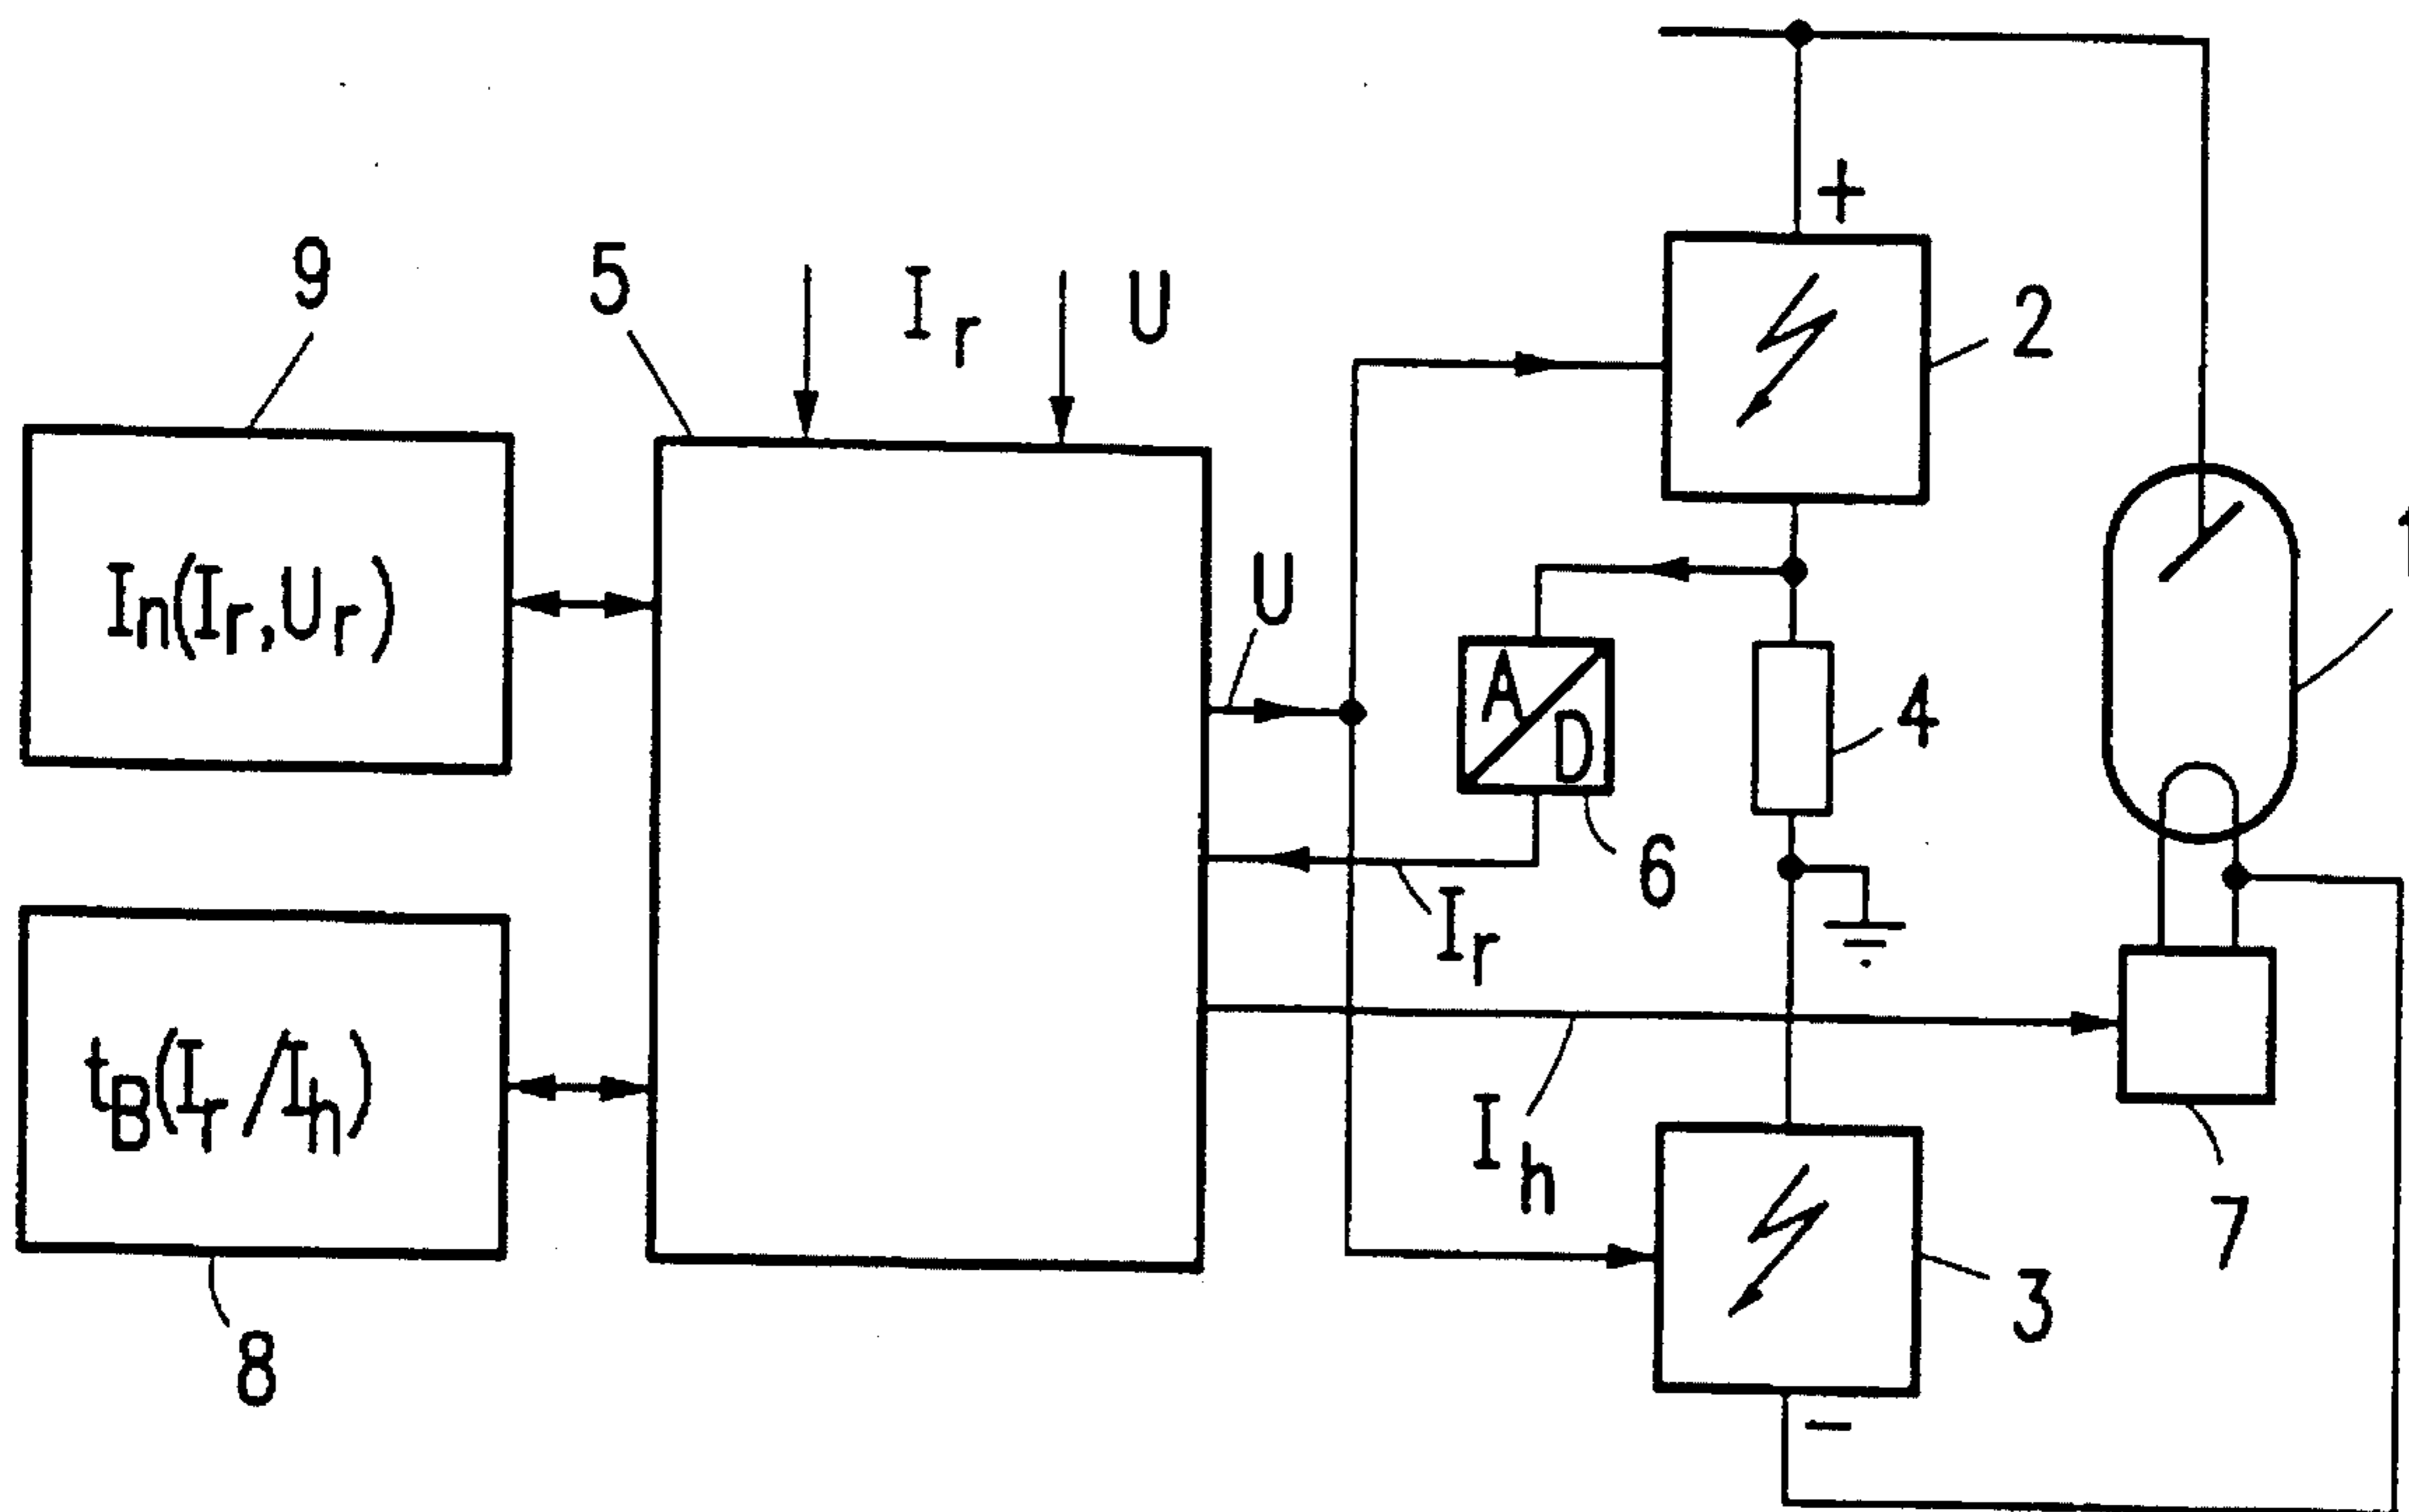 +
9
5
I_r
U
2
I_n(I_r,U_r)
1
U
A
D
4
6
I_r
t_B(I_r/I_h)
I_h
7
3
8
−